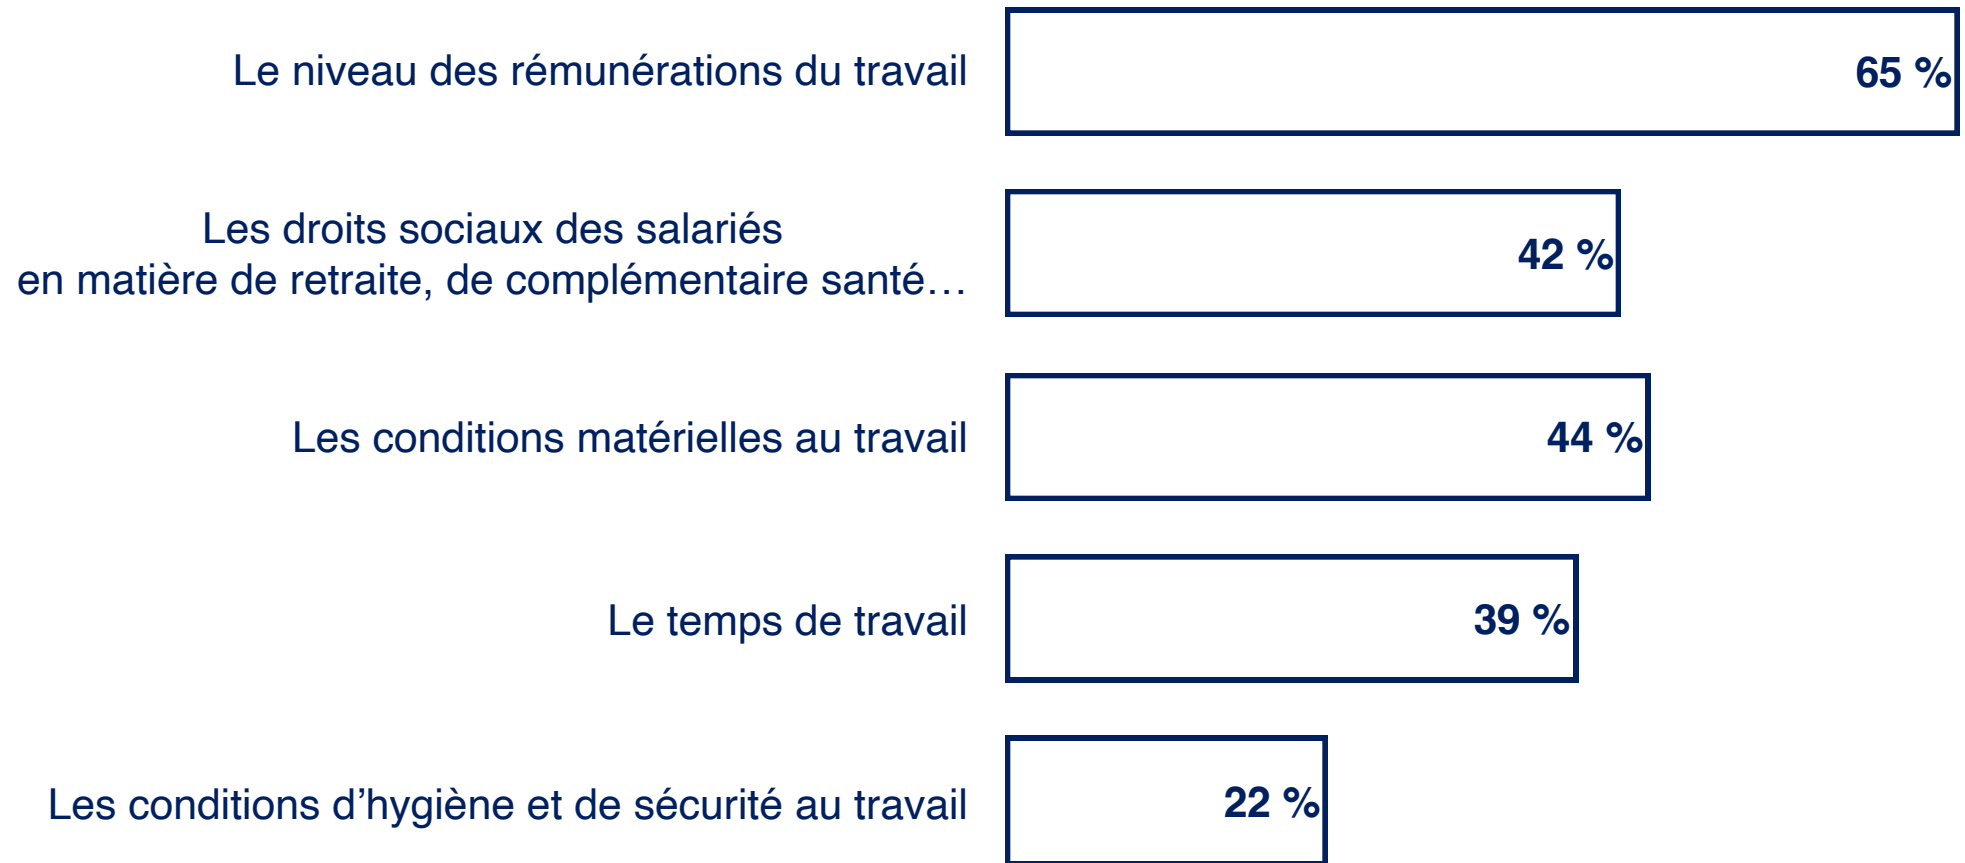 Le niveau des rémunérations du travail
65 %
Les droits sociaux des salariés
en matière de retraite, de complémentaire santé…
42 %
Les conditions matérielles au travail
44 %
Le temps de travail
39 %
Les conditions d’hygiène et de sécurité au travail
22 %